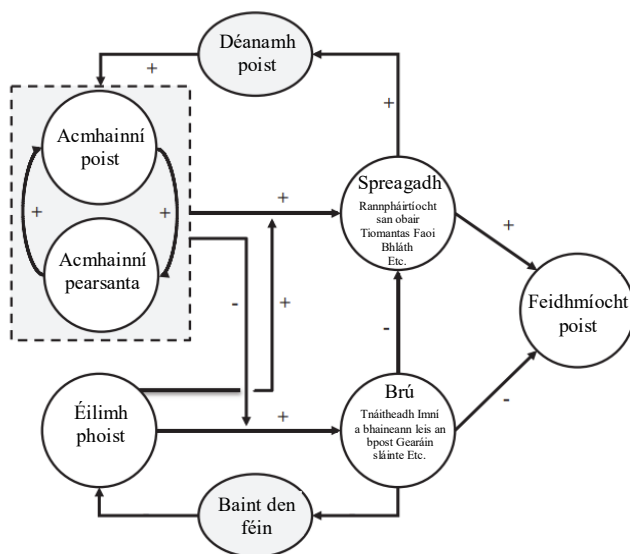 Déanamh
poist
+
+
Acmhainní
poist
+
+
Acmhainní
pearsanta
+
Spreagadh
Rannpháirtíocht
san obair
Tiomantas Faoi
Bhláth
Etc.
+
-
+
-
Feidhmíocht
poist
Éilimh
phoist
+
Brú
Tnáitheadh Imní
a bhaineann leis an
bpost Gearáin
sláinte Etc.
-
Baint den
féin